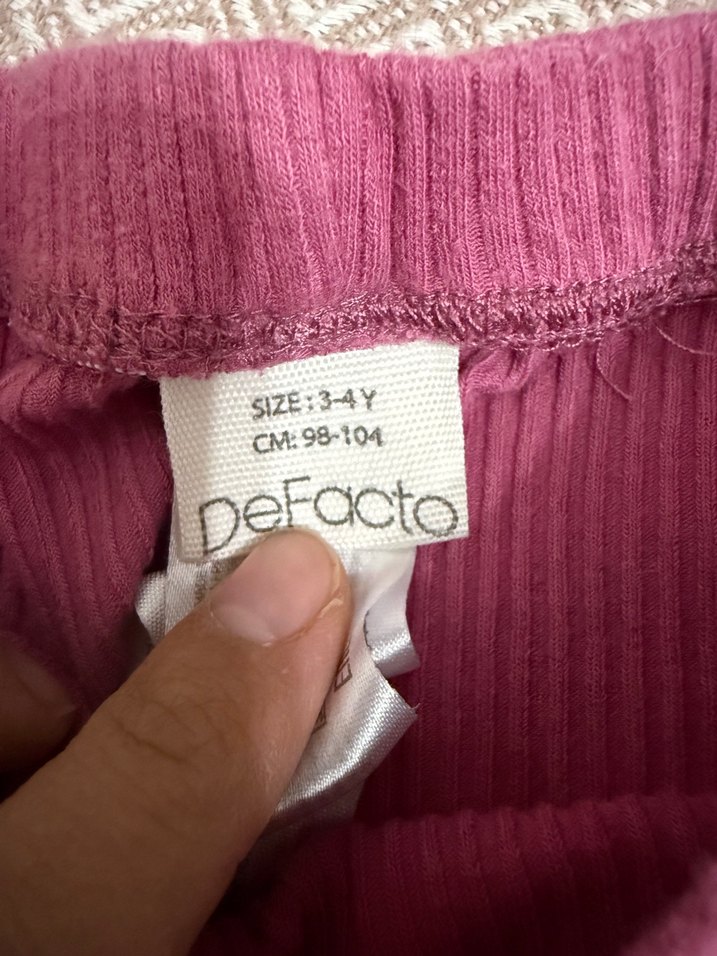 SIZE: 3-4 Y
CM: 98-104
DeFacto